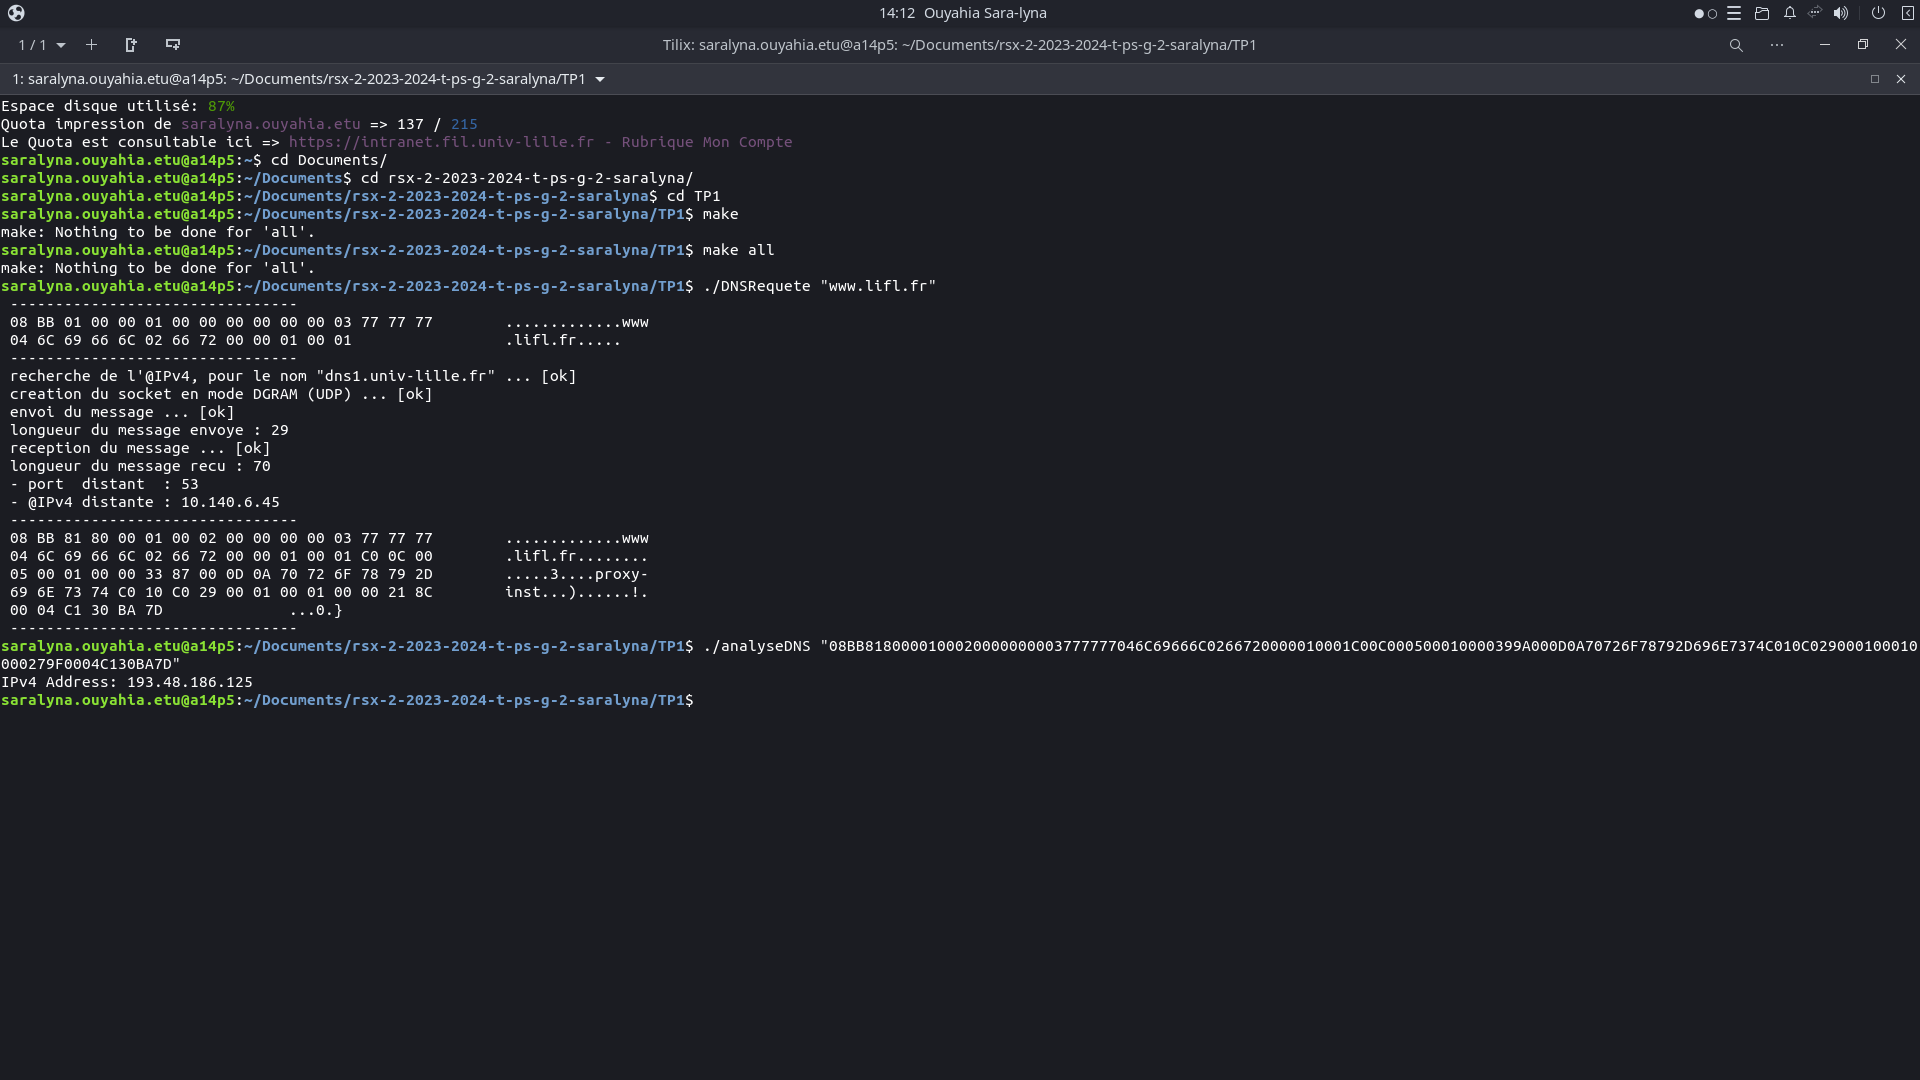 14:12 Ouyahia Sara-lyna
1 / 1
Tilix: saralyna.ouyahia.etu@a14p5: ~/Documents/rsx-2-2023-2024-t-ps-g-2-saralyna/TP1
1: saralyna.ouyahia.etu@a14p5: ~/Documents/rsx-2-2023-2024-t-ps-g-2-saralyna/TP1
Espace disque utilisé: 87%
Quota impression de saralyna.ouyahia.etu => 137 / 215
Le Quota est consultable ici => https://intranet.fil.univ-lille.fr - Rubrique Mon Compte
saralyna.ouyahia.etu@a14p5:~$ cd Documents/
saralyna.ouyahia.etu@a14p5:~/Documents$ cd rsx-2-2023-2024-t-ps-g-2-saralyna/
saralyna.ouyahia.etu@a14p5:~/Documents/rsx-2-2023-2024-t-ps-g-2-saralyna$ cd TP1
saralyna.ouyahia.etu@a14p5:~/Documents/rsx-2-2023-2024-t-ps-g-2-saralyna/TP1$ make
make: Nothing to be done for 'all'.
saralyna.ouyahia.etu@a14p5:~/Documents/rsx-2-2023-2024-t-ps-g-2-saralyna/TP1$ make all
make: Nothing to be done for 'all'.
saralyna.ouyahia.etu@a14p5:~/Documents/rsx-2-2023-2024-t-ps-g-2-saralyna/TP1$ ./DNSRequete "www.lifl.fr"
--------------------------------
08 BB 01 00 00 01 00 00 00 00 00 00 03 77 77 77 .............www
04 6C 69 66 6C 02 66 72 00 00 01 00 01 .lifl.fr.....
--------------------------------
recherche de l'@IPv4, pour le nom "dns1.univ-lille.fr" ... [ok]
creation du socket en mode DGRAM (UDP) ... [ok]
envoi du message ... [ok]
longueur du message envoye : 29
reception du message ... [ok]
longueur du message recu : 70
- port  distant  : 53
- @IPv4 distante : 10.140.6.45
--------------------------------
08 BB 81 80 00 01 00 02 00 00 00 00 03 77 77 77 .............www
04 6C 69 66 6C 02 66 72 00 00 01 00 01 C0 0C 00 .lifl.fr........
05 00 01 00 00 33 87 00 0D 0A 70 72 6F 78 79 2D .....3....proxy-
69 6E 73 74 C0 10 C0 29 00 01 00 01 00 00 21 8C inst...)......!.
00 04 C1 30 BA 7D ...0.}
--------------------------------
saralyna.ouyahia.etu@a14p5:~/Documents/rsx-2-2023-2024-t-ps-g-2-saralyna/TP1$ ./analyseDNS "08BB8180000100020000000003777777046C69666C0266720000010001C00C000500010000399A000D0A70726F78792D696E7374C010C029000100010
000279F0004C130BA7D"
IPv4 Address: 193.48.186.125
saralyna.ouyahia.etu@a14p5:~/Documents/rsx-2-2023-2024-t-ps-g-2-saralyna/TP1$